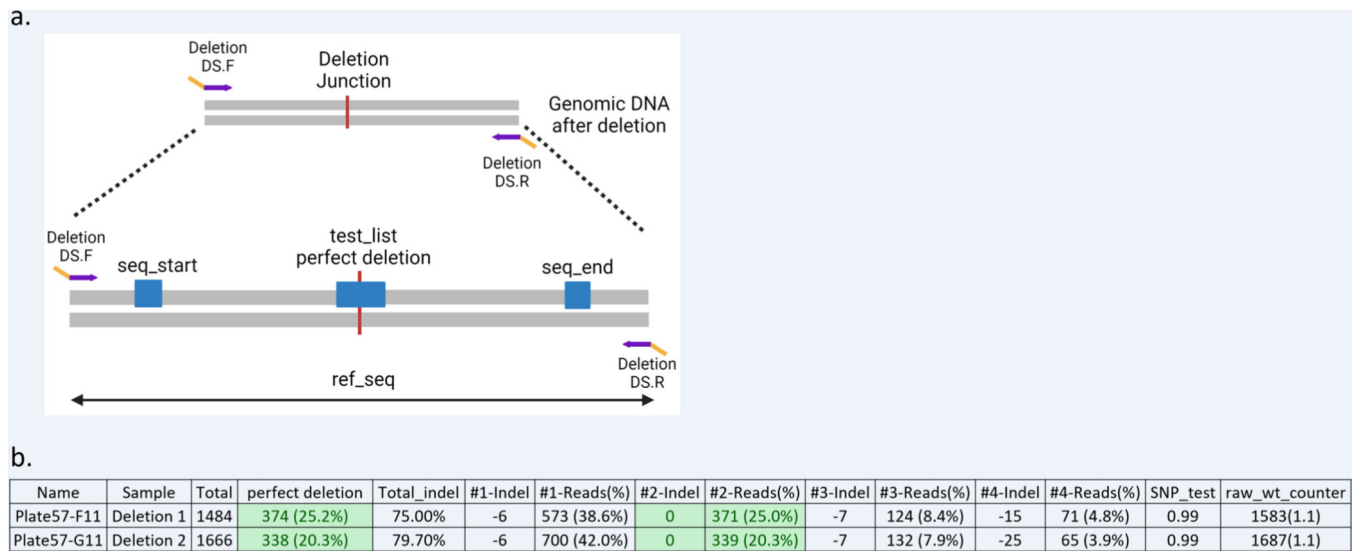 a.
Deletion
DS.F
Deletion
Junction
Genomic DNA
after deletion
Deletion
DS.R
Deletion
DS.F
seq_start
test_list
perfect deletion
seq_end
Deletion
DS.R
ref_seq
b.
Name Sample Total perfect deletion Total_indel #1-Indel #1-Reads(%) #2-Indel #2-Reads(%) #3-Indel #3-Reads(%) #4-Indel #4-Reads(%) SNP_test raw_wt_counter
Plate57-F11 Deletion 1 1484 374 (25.2%) 75.00% -6 573 (38.6%) 0 371 (25.0%) -7 124 (8.4%) -15 71 (4.8%) 0.99 1583(1.1)
Plate57-G11 Deletion 2 1666 338 (20.3%) 79.70% -6 700 (42.0%) 0 339 (20.3%) -7 132 (7.9%) -25 65 (3.9%) 0.99 1687(1.1)